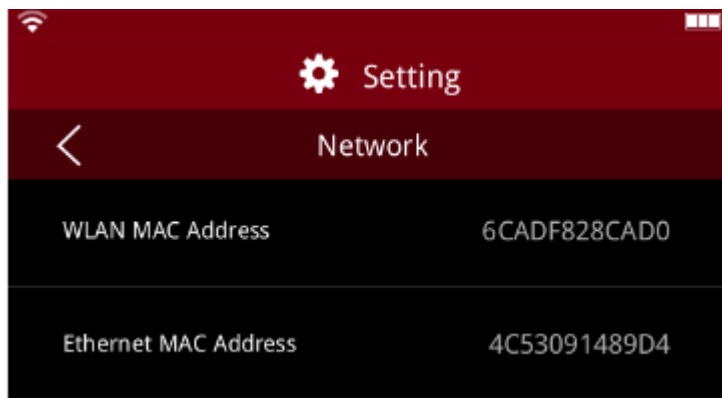 Setting
Network
WLAN MAC Address 6CADF828CAD0
Ethernet MAC Address 4C53091489D4